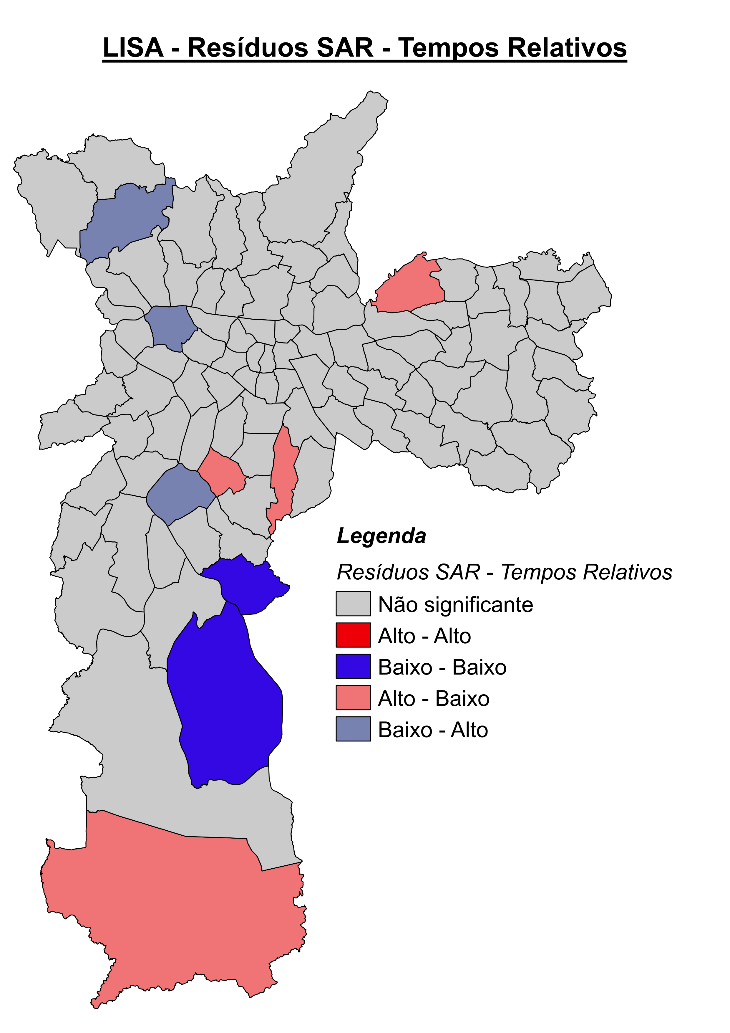 LISA - Resíduos SAR - Tempos Relativos
Legenda
Resíduos SAR - Tempos Relativos
Não significante
Alto - Alto
Baixo - Baixo
Alto - Baixo
Baixo - Alto